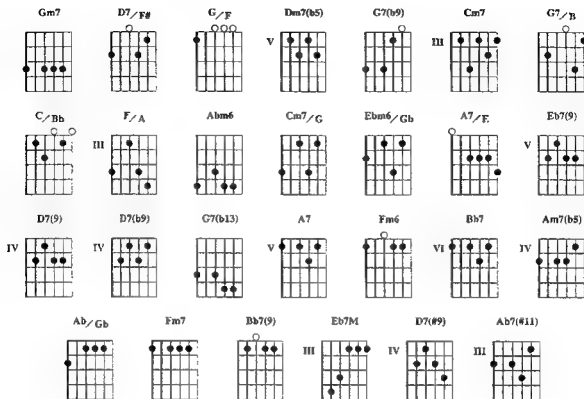 Gm7 D7/F# G/F Dm7(b5) G7(b9) Cm7 G7/B
V III
C/Bb F/A Abm6 Cm7/G Ebm6/Gb A7/E Eb7(9)
III V
D7(9) D7(b9) G7(b13) A7 Fm6 Bb7 Am7(b5)
IV IV V VI IV
Ab/Gb Fm7 Bb7(9) Eb7M D7(#9) Ab7(#11)
III IV III